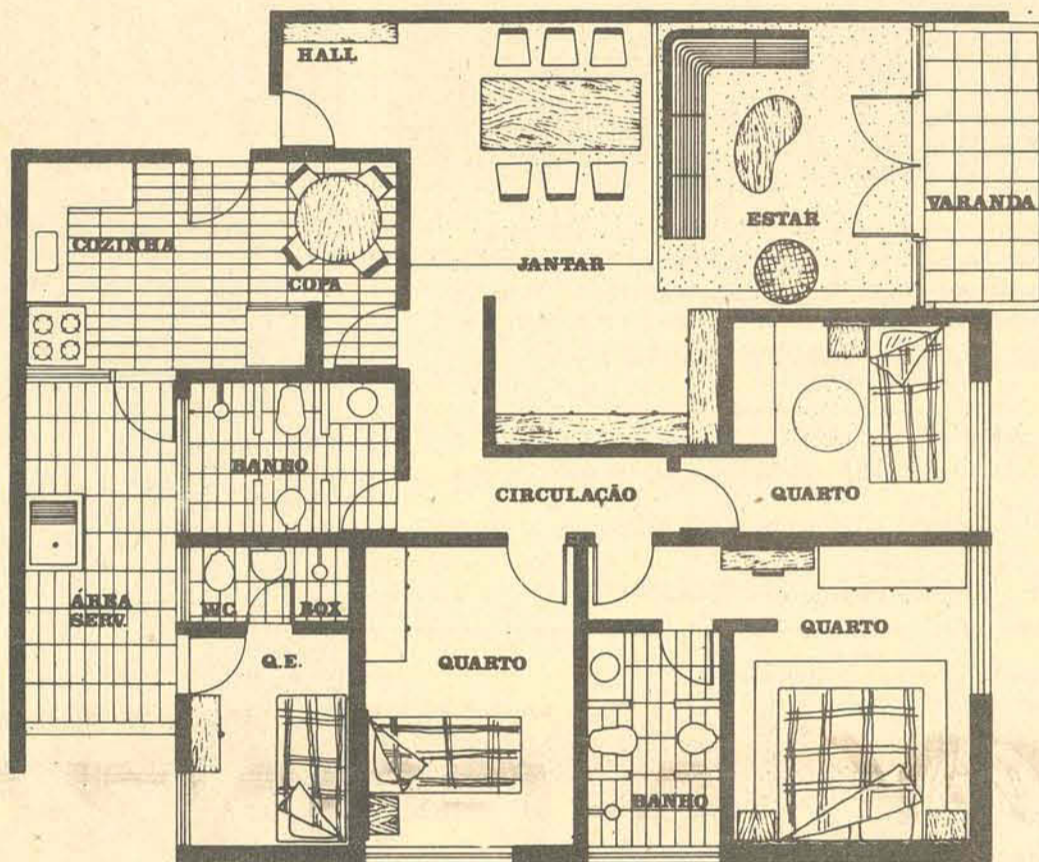 HALL
COZINHA
COPA
JANTAR
ESTAR
VARANDA
BANHO
CIRCULAÇÃO
QUARTO
ÁREA
SERV.
WC
BOX
Q.E.
QUARTO
BANHO
QUARTO